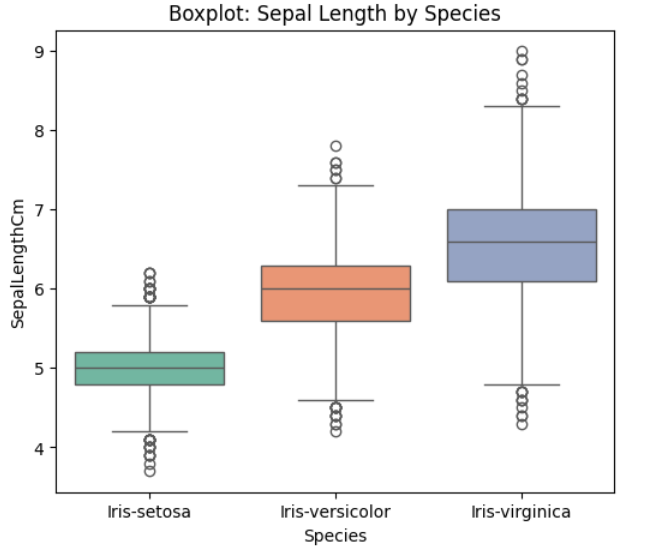 Boxplot: Sepal Length by Species
SepalLengthCm
9
8
7
6
5
4
Iris-setosa
Iris-versicolor
Iris-virginica
Species